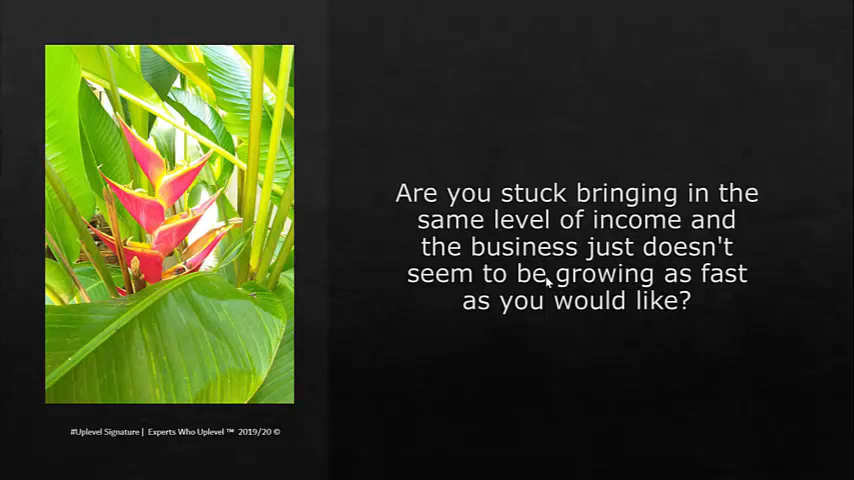 Are you stuck bringing in the
same level of income and
the business just doesn't
seem to be growing as fast
as you would like?
#Uplevel Signature | Experts Who Uplevel ™ 2019/20 ©